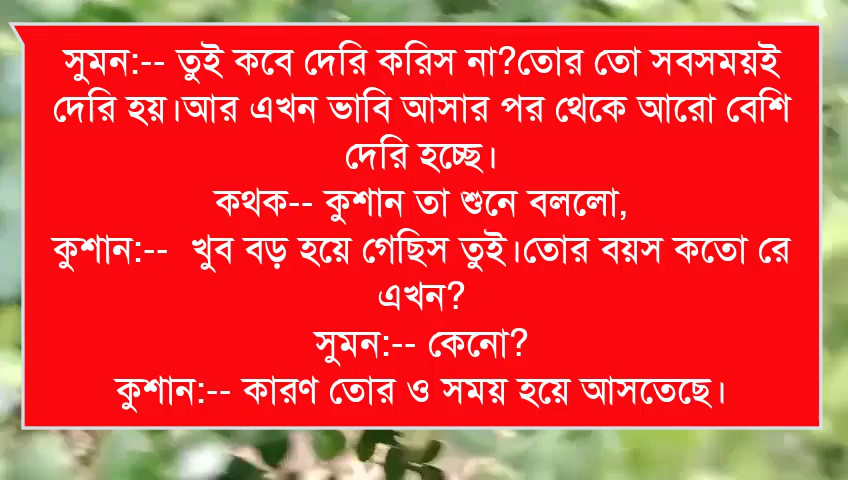 সুমন:-- তুই কবে দেরি করিস না?তোর তো সবসময়ই
দেরি হয়।আর এখন ভাবি আসার পর থেকে আরো বেশি
দেরি হচ্ছে।
কথক-- কুশান তা শুনে বললো,
কুশান:-- খুব বড় হয়ে গেছিস তুই।তোর বয়স কতো রে
এখন?
সুমন:-- কেনো?
কুশান:-- কারণ তোর ও সময় হয়ে আসতেছে।